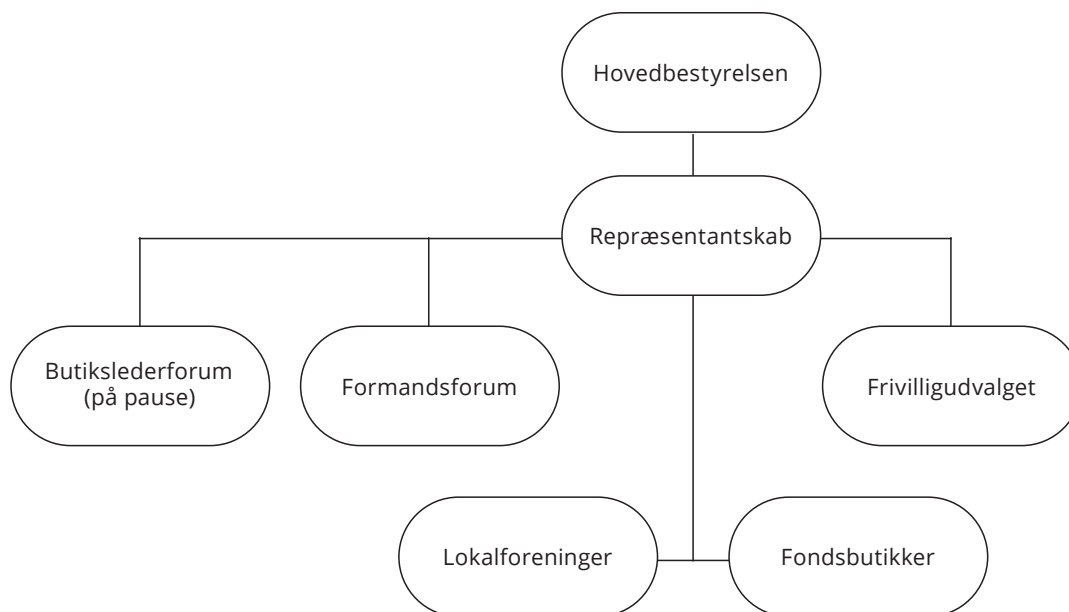 Hovedbestyrelsen
Repræsentantskab
Butikslederforum
(på pause)
Formandsforum
Frivilligudvalget
Lokalforeninger
Fondsbutikker